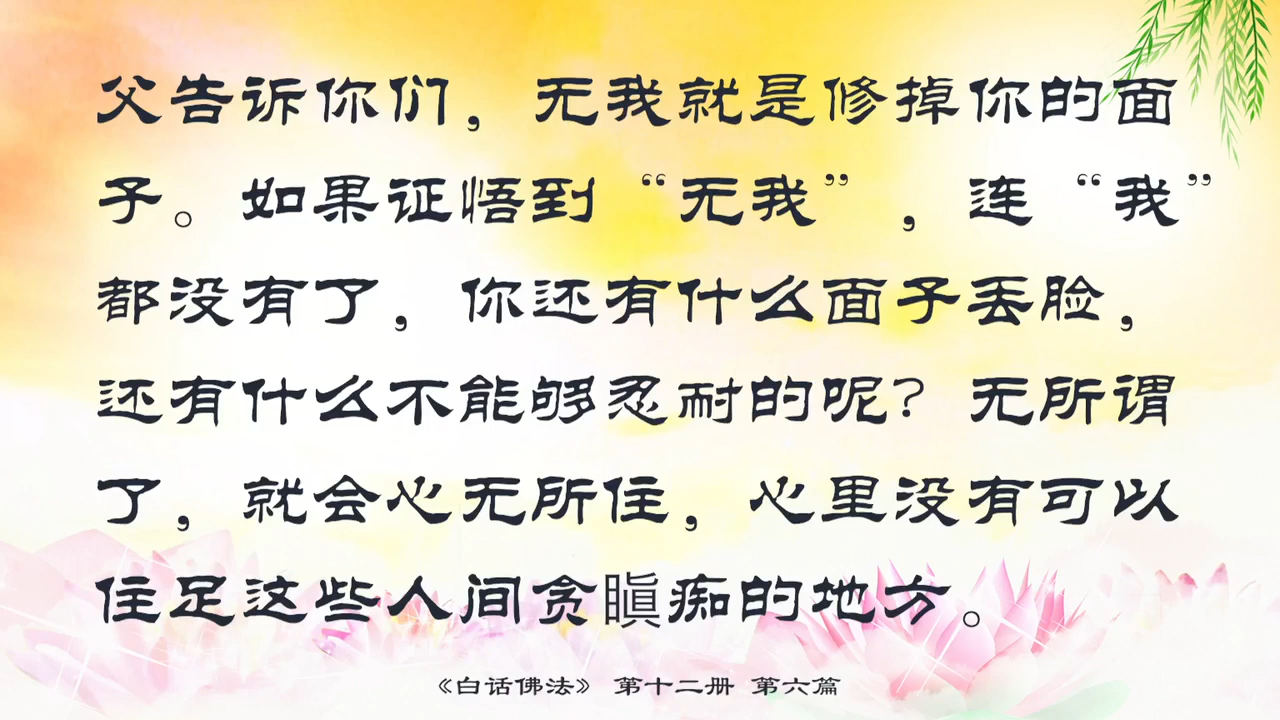 父告诉你们，无我就是修掉你的面
子。如果证悟到“无我”，连“我”
都没有了，你还有什么面子丢脸，
还有什么不能够忍耐的呢？无所谓
了，就会心无所住，心里没有可以
住足这些人间贪瞋痴的地方。
《白话佛法》 第十二册 第六篇